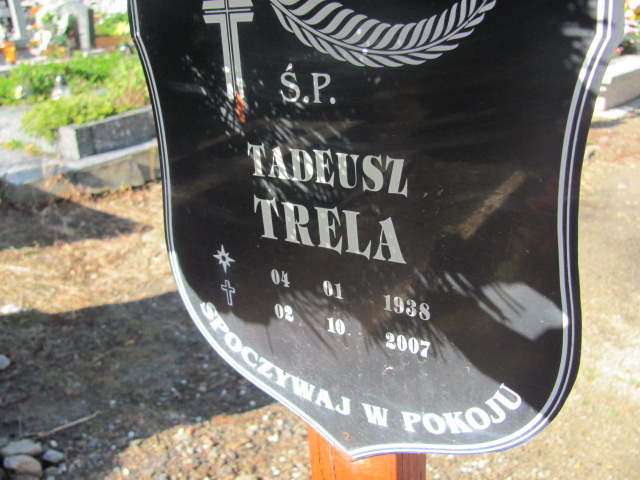 Ś.P.
TADEUSZ
TRELA
04 01 1938
02 10 2007
SPOCZYWAJ W POKOJU